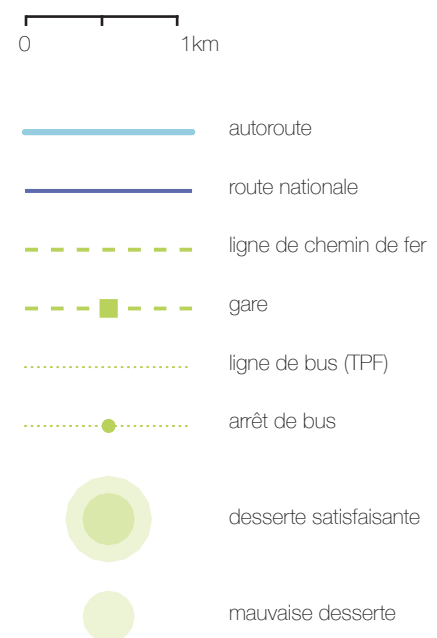 0 1km
autoroute
route nationale
ligne de chemin de fer
gare
ligne de bus (TPF)
arrêt de bus
desserte satisfaisante
mauvaise desserte